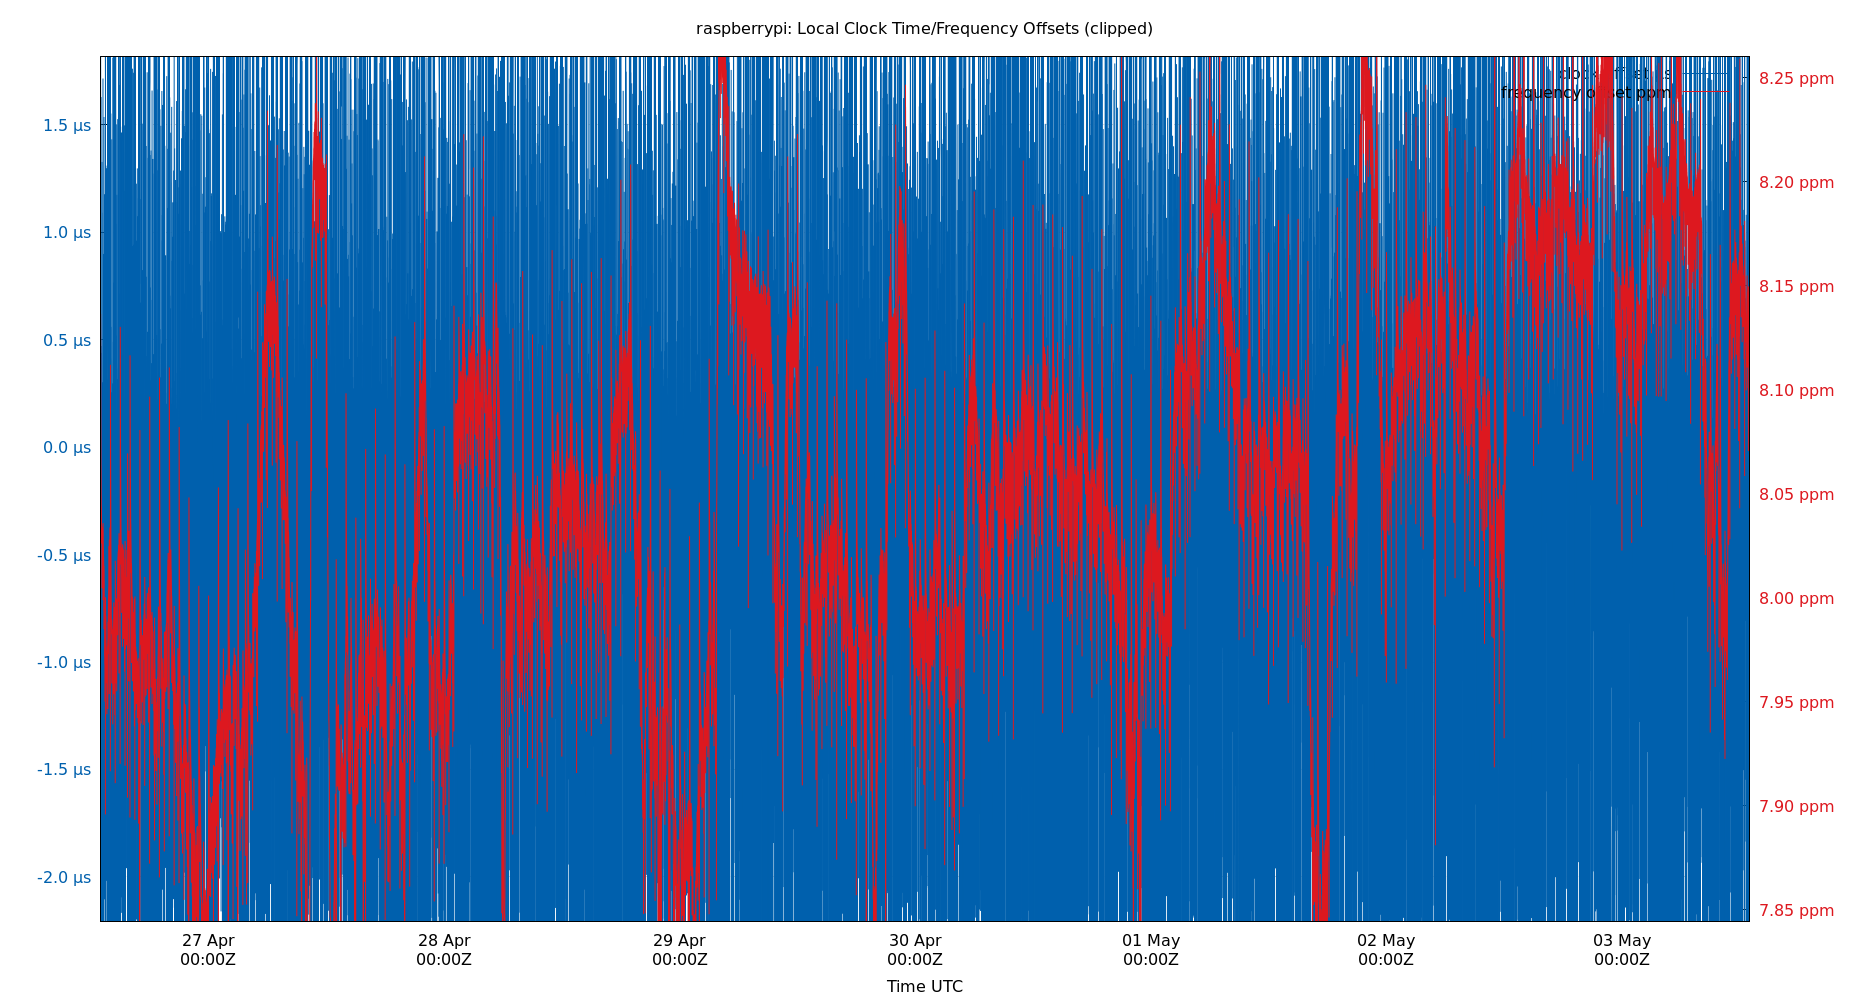 raspberrypi: Local Clock Time/Frequency Offsets (clipped)
frequency offset ppm
1.5 µs
1.0 µs
0.5 µs
0.0 µs
-0.5 µs
-1.0 µs
-1.5 µs
-2.0 µs
8.25 ppm
8.20 ppm
8.15 ppm
8.10 ppm
8.05 ppm
8.00 ppm
7.95 ppm
7.90 ppm
7.85 ppm
27 Apr 28 Apr 29 Apr 30 Apr 01 May 02 May 03 May
00:00Z 00:00Z 00:00Z 00:00Z 00:00Z 00:00Z 00:00Z
Time UTC